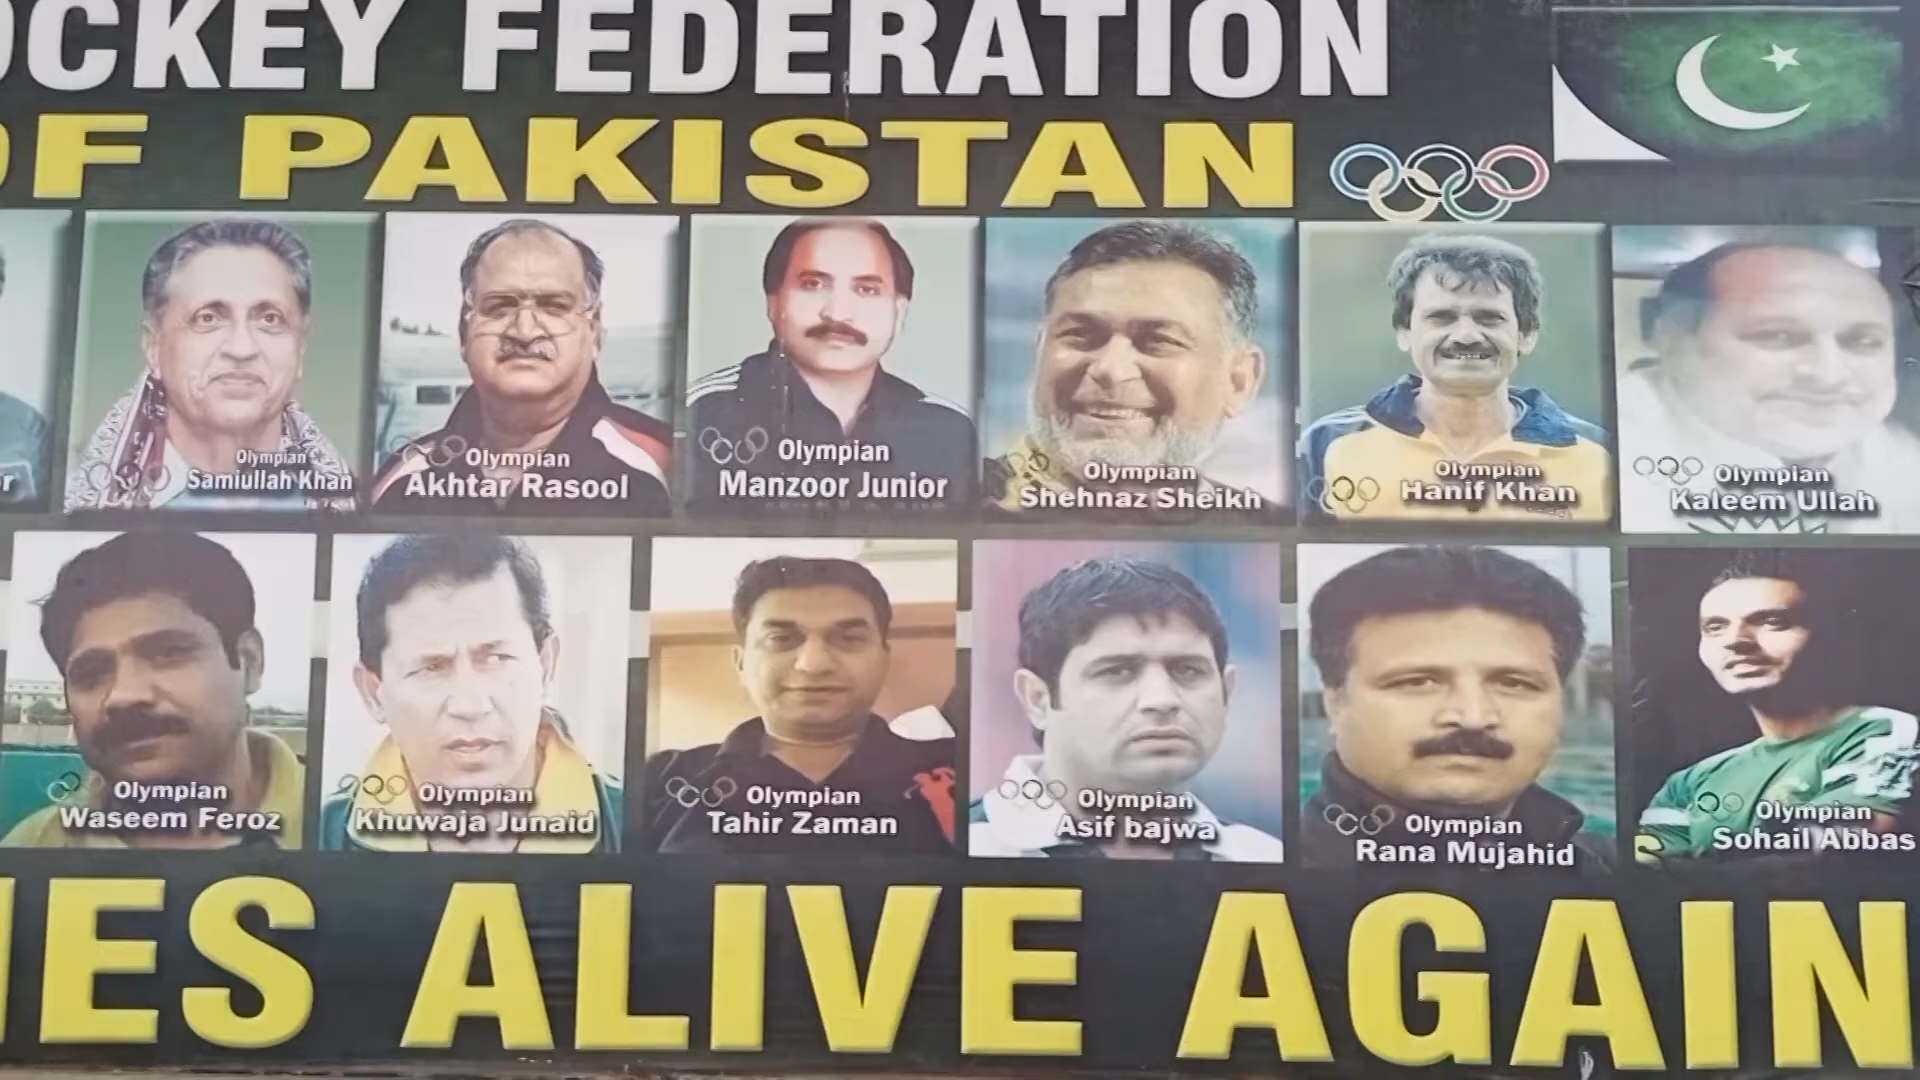 OCKEY FEDERATION
OF PAKISTAN
r
Olympian
Samiullah Khan
Olympian
Akhtar Rasool
Olympian
Manzoor Junior
Olympian
Shehnaz Sheikh
Olympian
Hanif Khan
Olympian
Kaleem Ullah
Olympian
Waseem Feroz
Olympian
Khuwaja Junaid
Olympian
Tahir Zaman
Olympian
Asif bajwa
Olympian
Rana Mujahid
Olympian
Sohail Abbas
ES ALIVE AGAIN